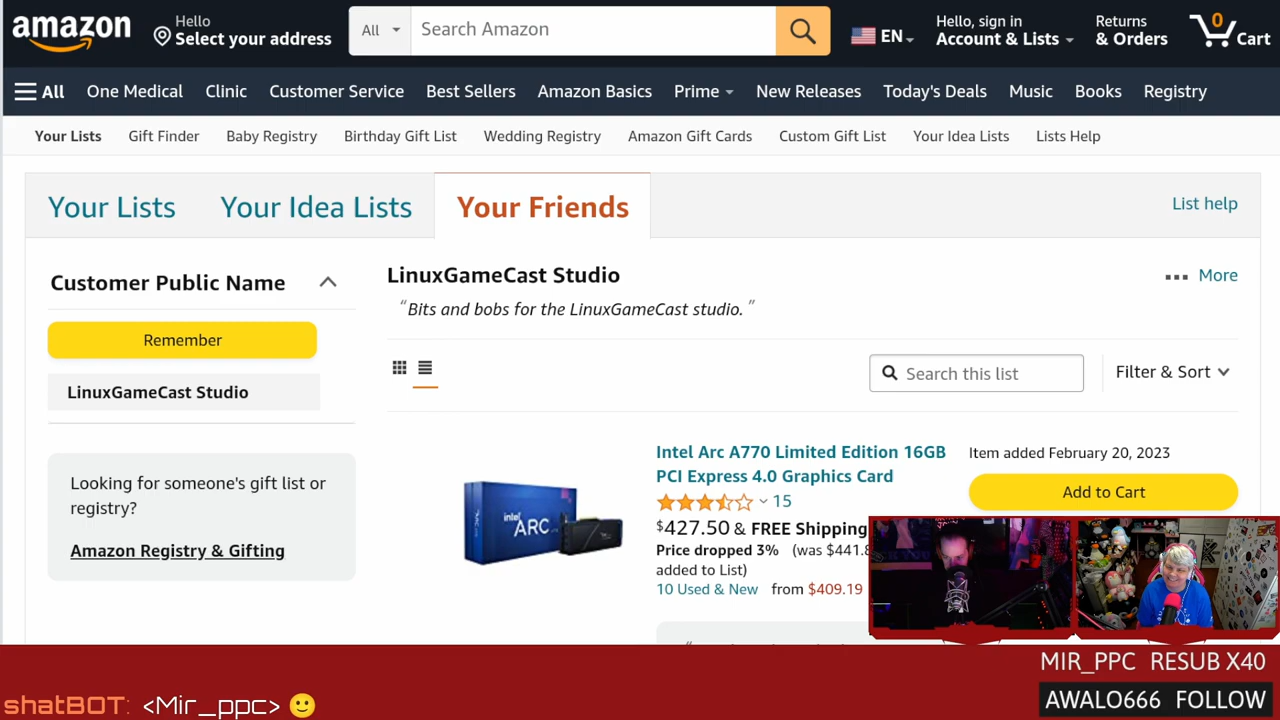 amazon
Hello
Select your address
All
Search Amazon
EN
Hello, sign in
Account & Lists
Returns
& Orders
0
Cart
All
One Medical
Clinic
Customer Service
Best Sellers
Amazon Basics
Prime
New Releases
Today's Deals
Music
Books
Registry
Your Lists
Gift Finder
Baby Registry
Birthday Gift List
Wedding Registry
Amazon Gift Cards
Custom Gift List
Your Idea Lists
Lists Help
Your Lists
Your Idea Lists
Your Friends
List help
Customer Public Name
Remember
LinuxGameCast Studio
Looking for someone's gift list or
registry?
Amazon Registry & Gifting
LinuxGameCast Studio
More
“Bits and bobs for the LinuxGameCast studio.”
Search this list
Filter & Sort
intel
ARC
Intel Arc A770 Limited Edition 16GB
PCI Express 4.0 Graphics Card
15
$427.50 & FREE Shipping
Price dropped 3% (was $441.8
added to List)
10 Used & New from $409.19
Item added February 20, 2023
Add to Cart
MIR_PPC RESUB X40
AWALO666 FOLLOW
shatBOT: <Mir_ppc> 🙂